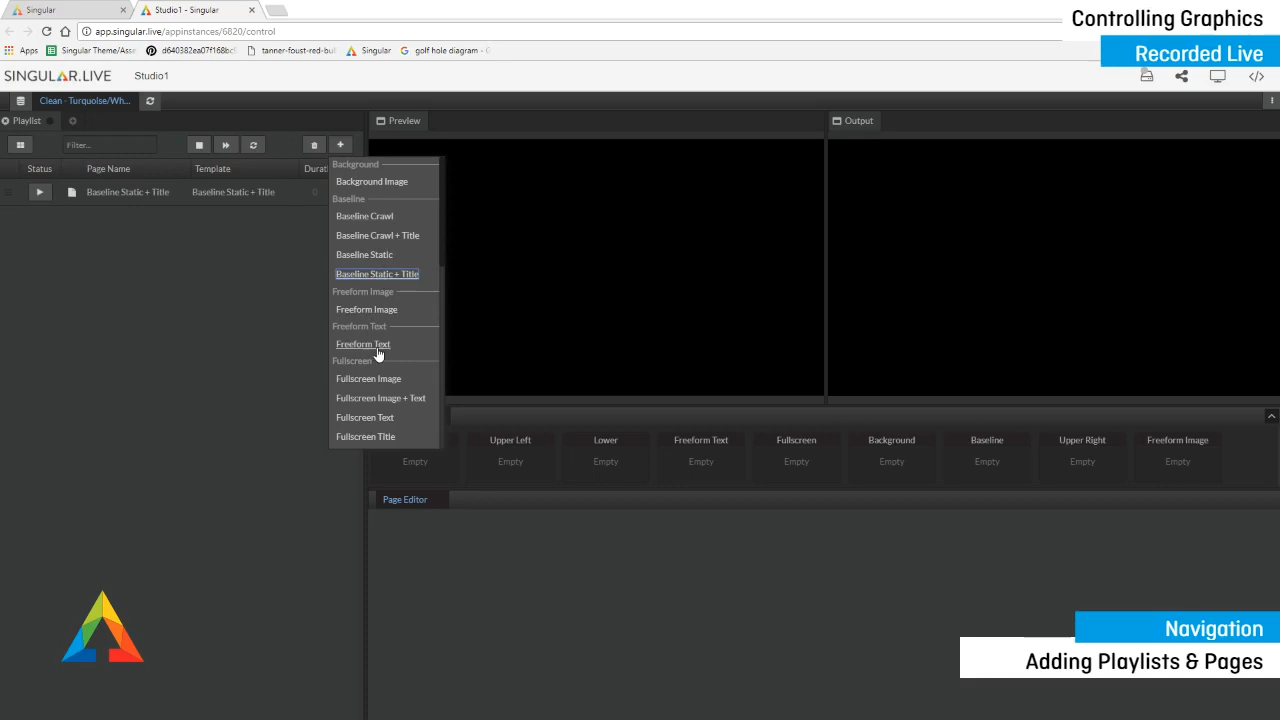 Singular
Studio1 - Singular
Controlling Graphics
app.singular.live/appinstances/6820/control
Apps
Singular Theme/Asse
d640382ea07f168bc9
tanner-foust-red-bul
Singular
golf hole diagram - G
Recorded Live
SINGULAR.LIVE
Studio1
Clean - Turquoise/Wh...
Playlist
Preview
Output
Filter...
Status
Page Name
Template
Durati
Baseline Static + Title
Baseline Static + Title
0
Background
Background Image
Baseline
Baseline Crawl
Baseline Crawl + Title
Baseline Static
Baseline Static + Title
Freeform Image
Freeform Image
Freeform Text
Freeform Text
Fullscreen
Fullscreen Image
Fullscreen Image + Text
Fullscreen Text
Fullscreen Title
Upper Left
Lower
Freeform Text
Fullscreen
Background
Baseline
Upper Right
Freeform Image
Empty
Empty
Empty
Empty
Empty
Empty
Empty
Empty
Empty
Page Editor
Navigation
Adding Playlists & Pages